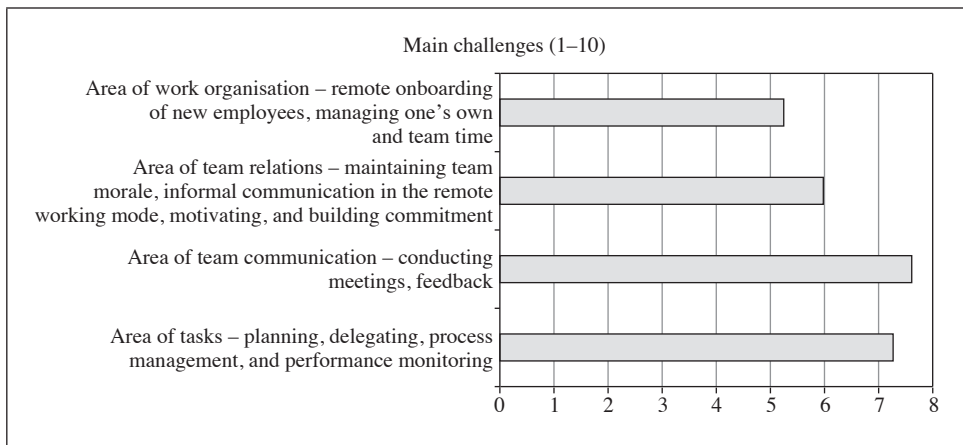 Main challenges (1–10)
Area of work organisation – remote onboarding
of new employees, managing one’s own
and team time
Area of team relations – maintaining team
morale, informal communication in the remote
working mode, motivating, and building commitment
Area of team communication – conducting
meetings, feedback
Area of tasks – planning, delegating, process
management, and performance monitoring
0 1 2 3 4 5 6 7 8